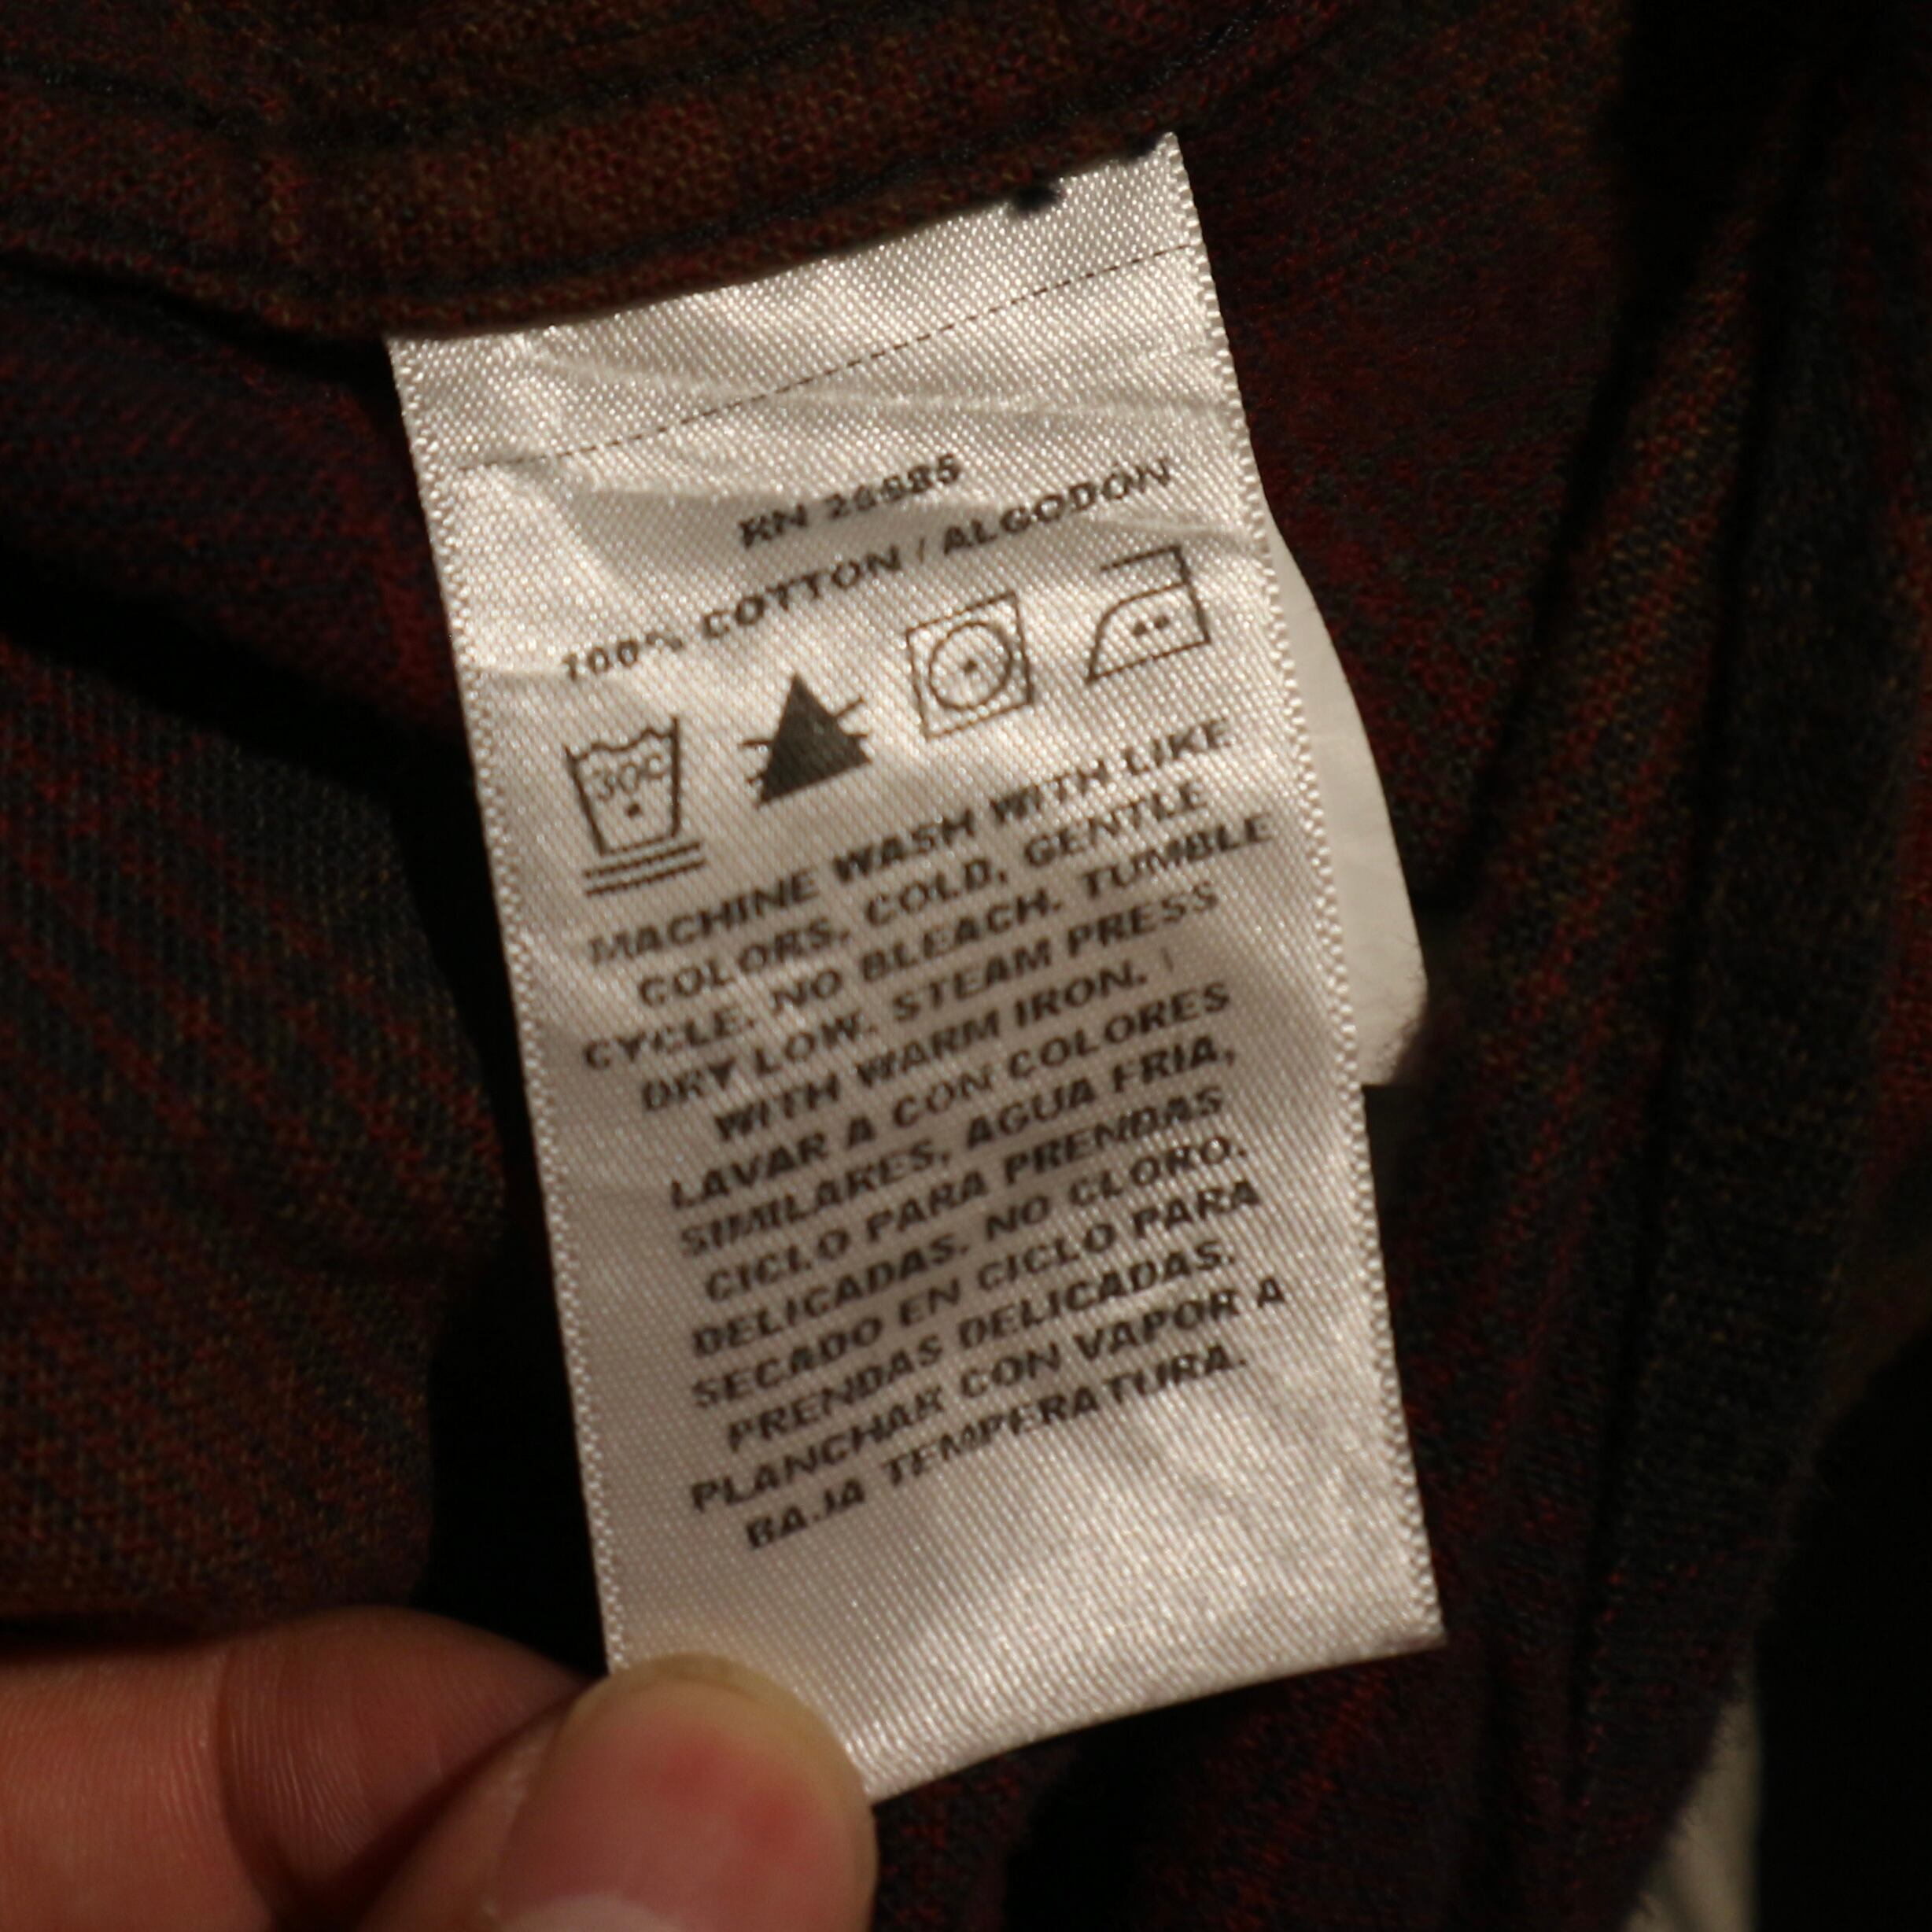 RN 26685
100% COTTON / ALGODON
30C
MACHINE WASH WITH LIKE
COLORS, COLD, GENTLE
CYCLE. NO BLEACH. TUMBLE
DRY LOW. STEAM PRESS
WITH WARM IRON.
LAVAR A CON COLORES
SIMILARES, AGUA FRIA,
CICLO PARA PRENDAS
DELICADAS. NO CLORO.
SECADO EN CICLO PARA
PRENDAS DELICADAS.
PLANCHAR CON VAPOR A
BAJA TEMPERATURA.